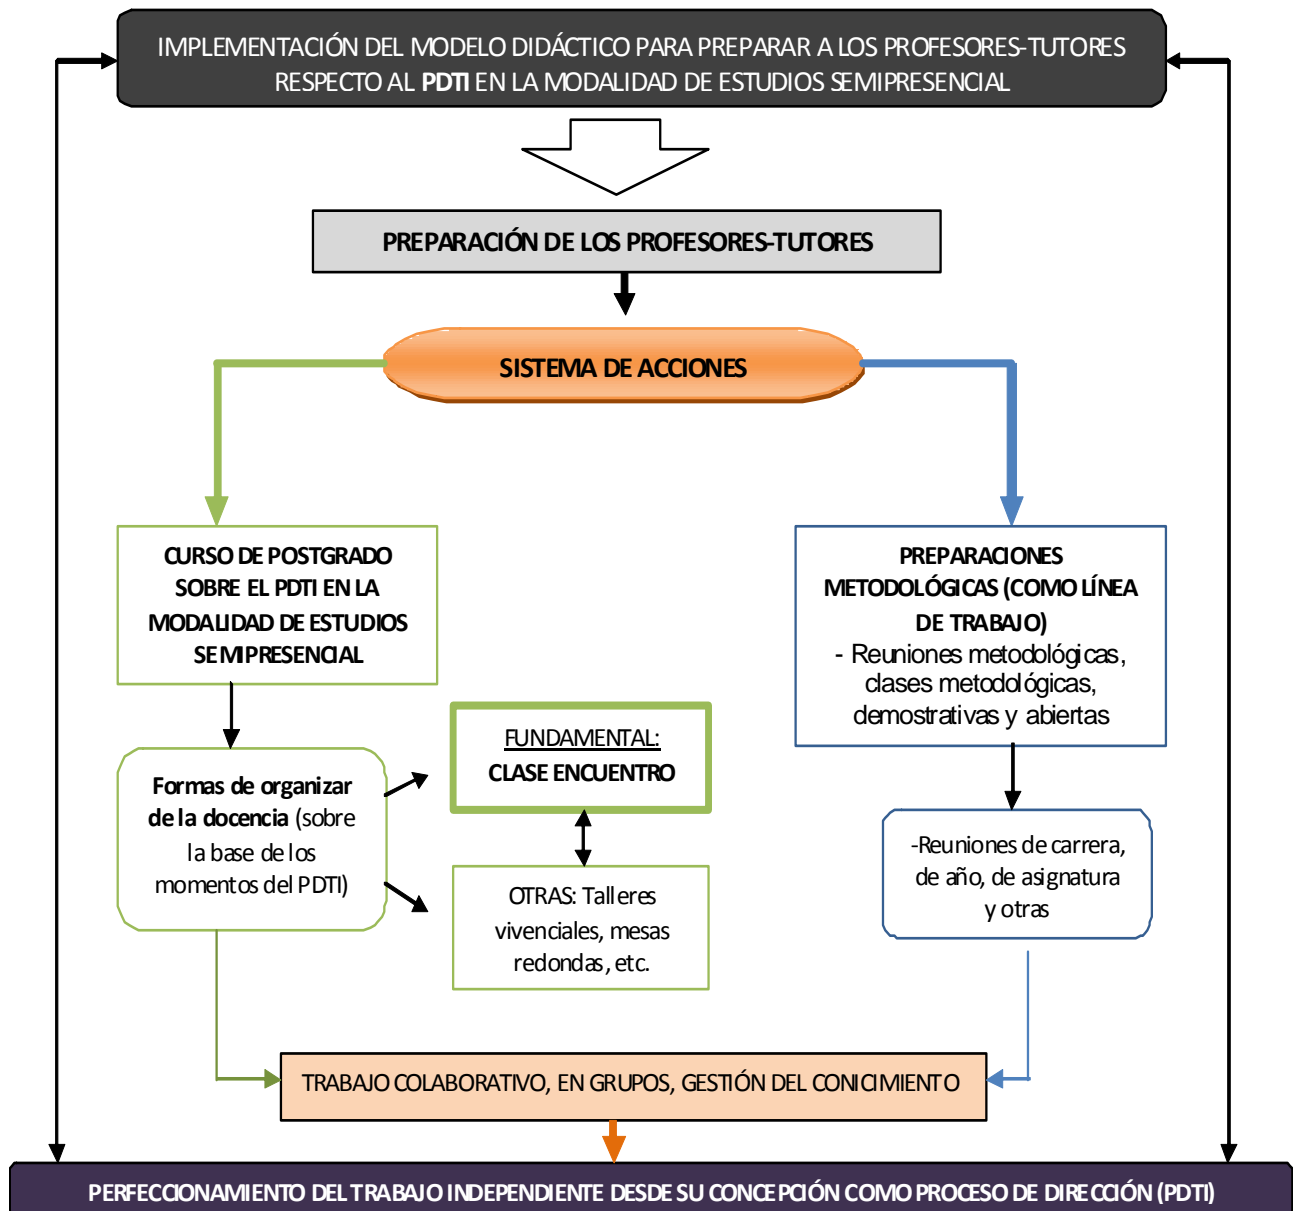 IMPLEMENTACIÓN DEL MODELO DIDÁCTICO PARA PREPARAR A LOS PROFESORES-TUTORES
RESPECTO AL PDTI EN LA MODALIDAD DE ESTUDIOS SEMIPRESENCIAL
PREPARACIÓN DE LOS PROFESORES-TUTORES
SISTEMA DE ACCIONES
CURSO DE POSTGRADO
SOBRE EL PDTI EN LA
MODALIDAD DE ESTUDIOS
SEMIPRESENCIAL
PREPARACIONES
METODOLÓGICAS (COMO LÍNEA
DE TRABAJO)
- Reuniones metodológicas,
clases metodológicas,
demostrativas y abiertas
FUNDAMENTAL:
CLASE ENCUENTRO
Formas de organizar
de la docencia (sobre
la base de los
momentos del PDTI)
OTRAS: Talleres
vivenciales, mesas
redondas, etc.
-Reuniones de carrera,
de año, de asignatura
y otras
TRABAJO COLABORATIVO, EN GRUPOS, GESTIÓN DEL CONICIMIENTO
PERFECCIONAMIENTO DEL TRABAJO INDEPENDIENTE DESDE SU CONCEPCIÓN COMO PROCESO DE DIRECCIÓN (PDTI)